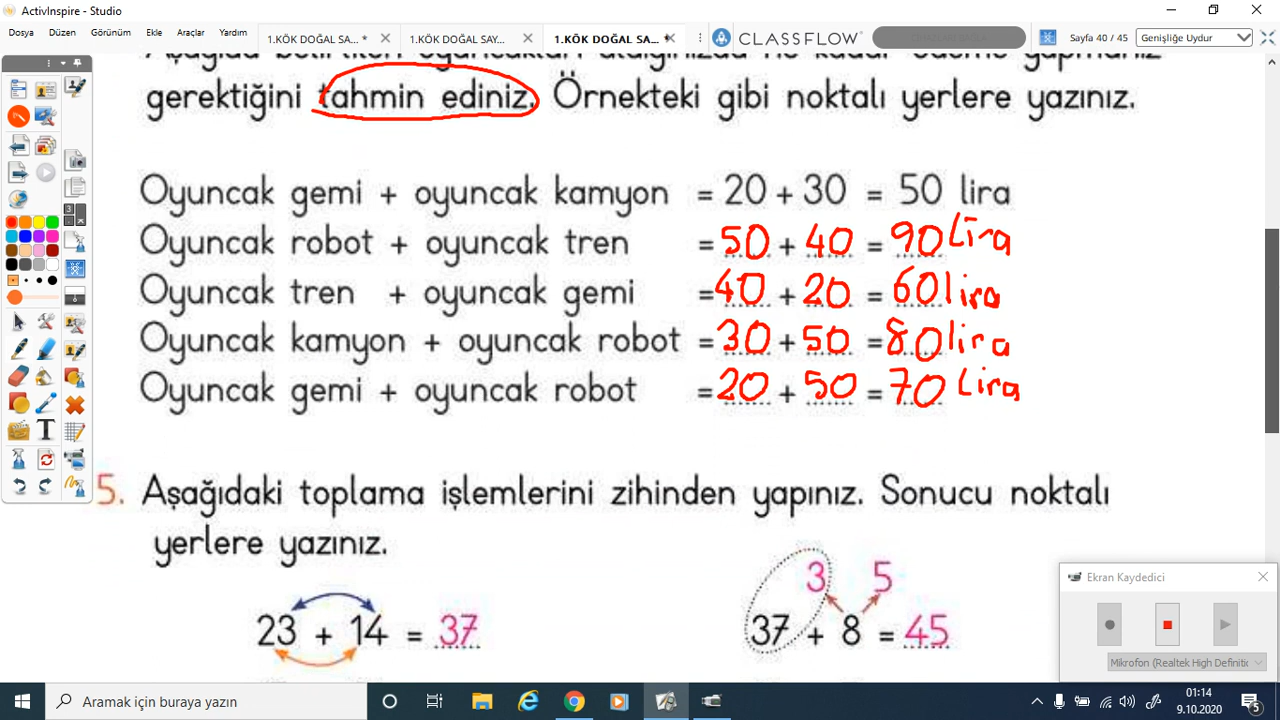 ActivInspire - Studio
Dosya Düzen Görünüm Ekle Araçlar Yardım
1.KÖK DOĞAL SA... * 1.KÖK DOĞAL SAY... 1.KÖK DOĞAL SA... * CLASSFLOW Sayfa 40 / 45 Genişliğe Uydur
gerektiğini tahmin ediniz. Örnekteki gibi noktalı yerlere yazınız.
Oyuncak gemi + oyuncak kamyon = 20 + 30 = 50 lira
Oyuncak robot + oyuncak tren = 50 + 40 = 90 Lira
Oyuncak tren + oyuncak gemi = 40 + 20 = 60 lira
Oyuncak kamyon + oyuncak robot = 30 + 50 = 80 lira
Oyuncak gemi + oyuncak robot = 20 + 50 = 70 Lira
5. Aşağıdaki toplama işlemlerini zihinden yapınız. Sonucu noktalı
yerlere yazınız.
3 5
23 + 14 = 37 37 + 8 = 45
Ekran Kaydedici
Mikrofon (Realtek High Definitic
Aramak için buraya yazın
01:14
9.10.2020
5